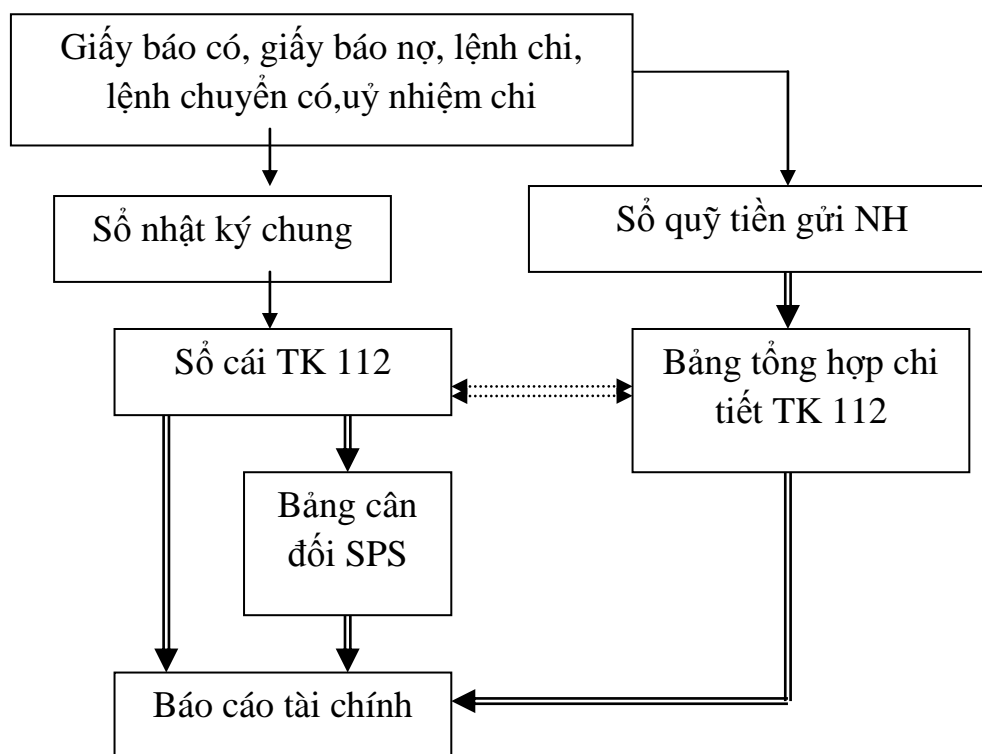 Giấy báo có, giấy báo nợ, lệnh chi,
lệnh chuyển có,uỷ nhiệm chi
Sổ nhật ký chung
Sổ quỹ tiền gửi NH
Sổ cái TK 112
Bảng tổng hợp chi
tiết TK 112
Bảng cân
đối SPS
Báo cáo tài chính